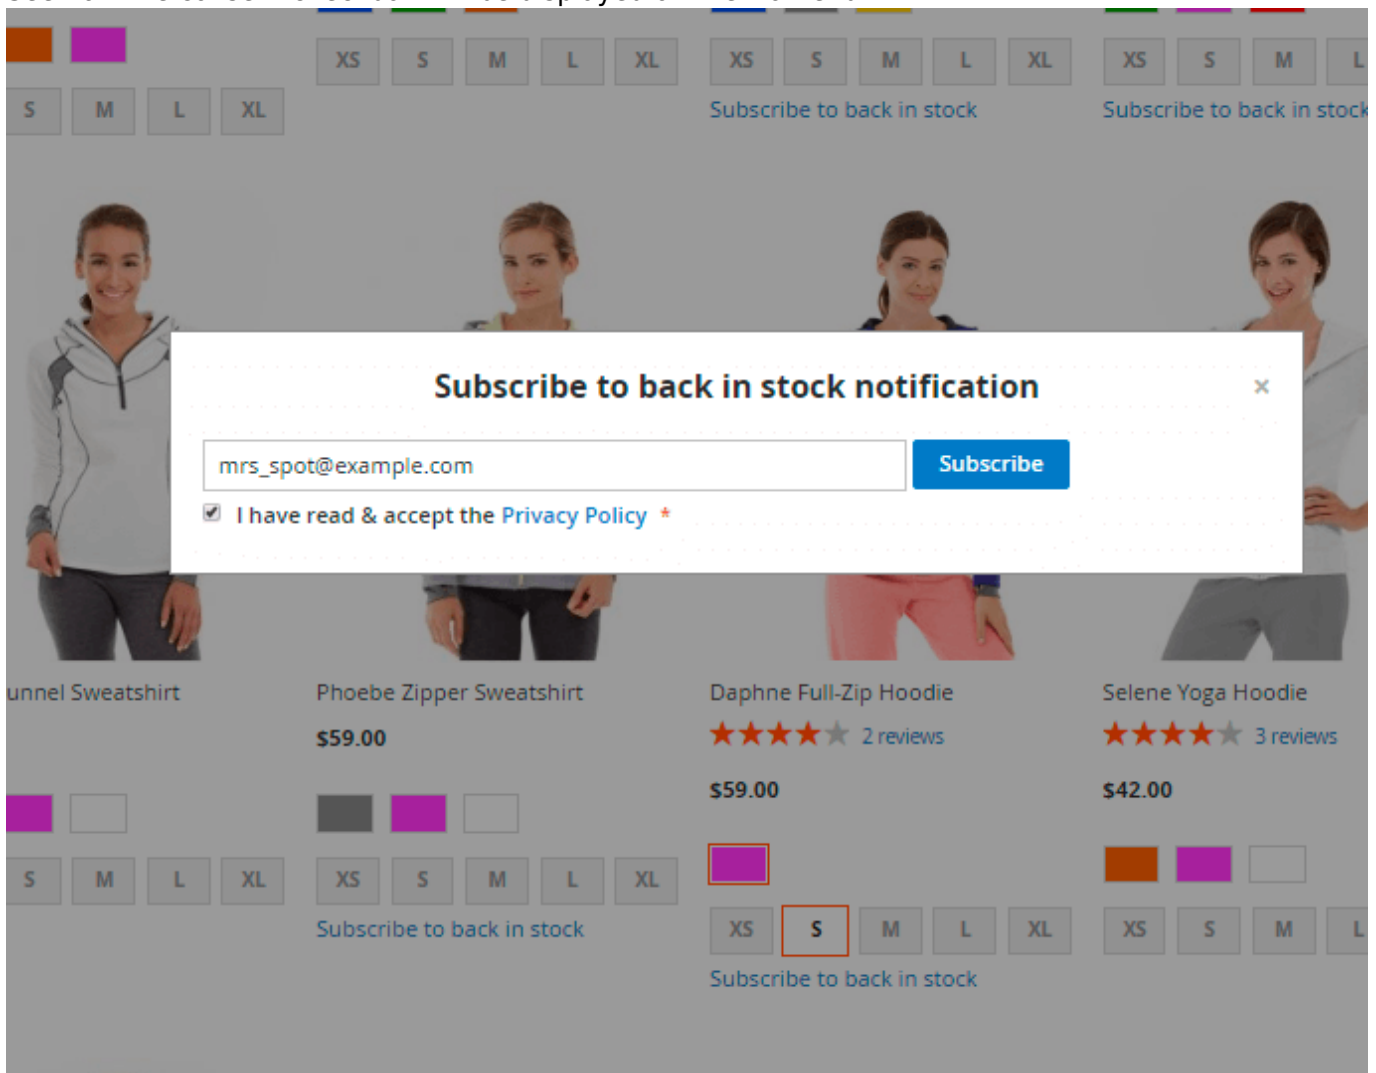 XS S M L XL XS S M L XL XS S M L
S M L XL
Subscribe to back in stock Subscribe to back in stock
Subscribe to back in stock notification ×
mrs_spot@example.com Subscribe
I have read & accept the Privacy Policy *
Sweatshirt Phoebe Zipper Sweatshirt Daphne Full-Zip Hoodie Selene Yoga Hoodie
2 reviews 3 reviews
$59.00
$59.00 $42.00
S M L XL XS S M L XL
XS S M L XL XS S M L
Subscribe to back in stock
Subscribe to back in stock